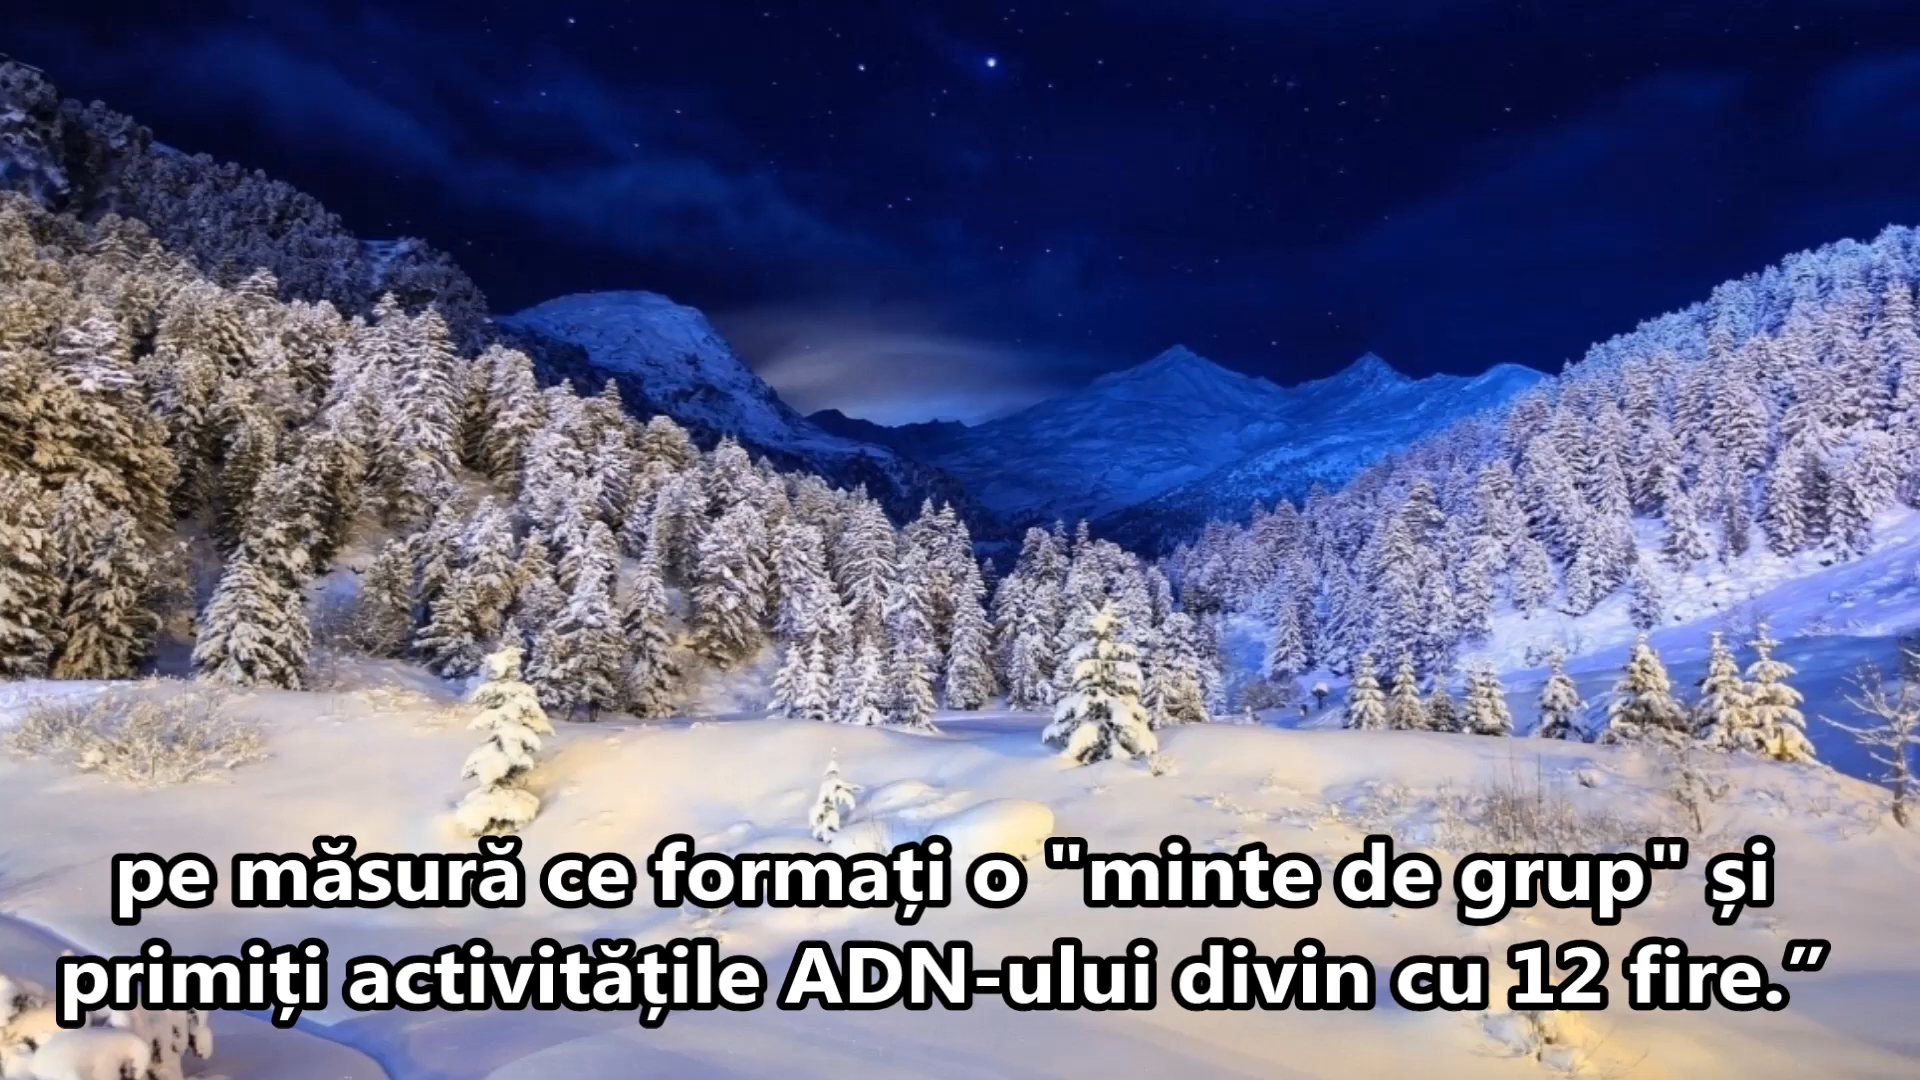 pe măsură ce formați o "minte de grup" și
primiți activitățile ADN-ului divin cu 12 fire.”